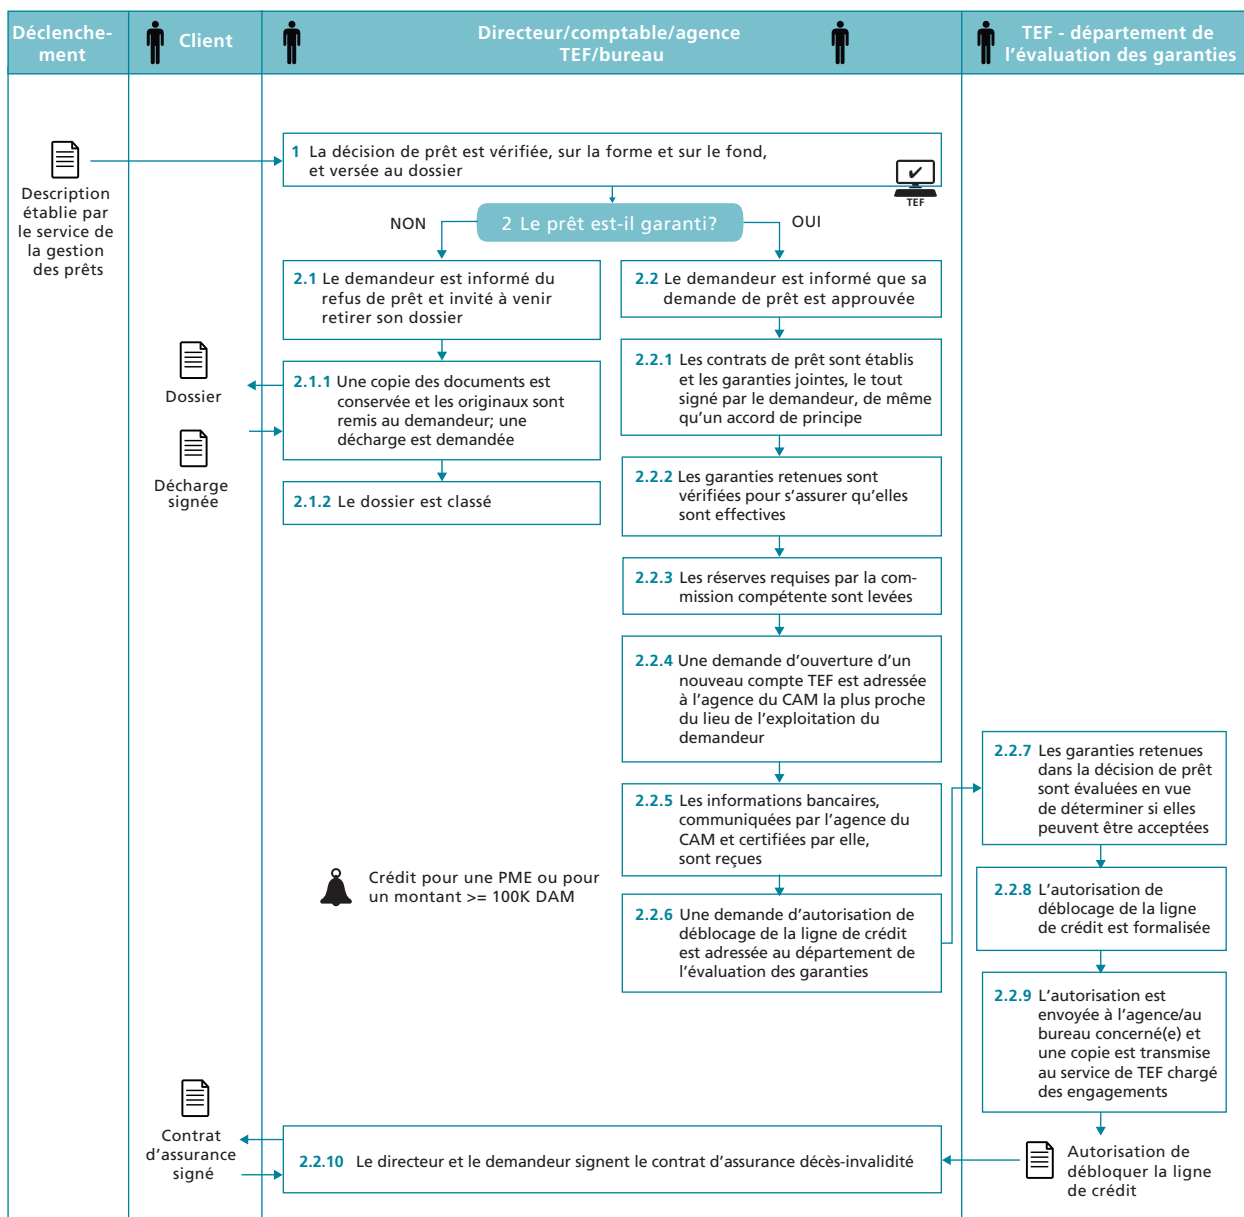 Déclenche-
ment
Client
Directeur/comptable/agence
TEF/bureau
TEF - département de
l'évaluation des garanties
Description
établie par
le service de
la gestion
des prêts
1 La décision de prêt est vérifiée, sur la forme et sur le fond,
et versée au dossier
TEF
2 Le prêt est-il garanti?
NON
OUI
2.1 Le demandeur est informé du
refus de prêt et invité à venir
retirer son dossier
2.2 Le demandeur est informé que sa
demande de prêt est approuvée
Dossier
2.1.1 Une copie des documents est
conservée et les originaux sont
remis au demandeur; une
décharge est demandée
Décharge
signée
2.1.2 Le dossier est classé
2.2.1 Les contrats de prêt sont établis
et les garanties jointes, le tout
signé par le demandeur, de même
qu'un accord de principe
2.2.2 Les garanties retenues sont
vérifiées pour s'assurer qu'elles
sont effectives
2.2.3 Les réserves requises par la com-
mission compétente sont levées
2.2.4 Une demande d'ouverture d'un
nouveau compte TEF est adressée
à l'agence du CAM la plus proche
du lieu de l'exploitation du
demandeur
2.2.5 Les informations bancaires,
communiquées par l'agence du
CAM et certifiées par elle,
sont reçues
Crédit pour une PME ou pour
un montant >= 100K DAM
2.2.6 Une demande d'autorisation de
déblocage de la ligne de crédit
est adressée au département de
l'évaluation des garanties
2.2.7 Les garanties retenues
dans la décision de prêt
sont évaluées en vue
de déterminer si elles
peuvent être acceptées
2.2.8 L'autorisation de
déblocage de la ligne
de crédit est formalisée
2.2.9 L'autorisation est
envoyée à l'agence/au
bureau concerné(e) et
une copie est transmise
au service de TEF chargé
des engagements
Autorisation de
débloquer la ligne
de crédit
2.2.10 Le directeur et le demandeur signent le contrat d'assurance décès-invalidité
Contrat
d'assurance
signé